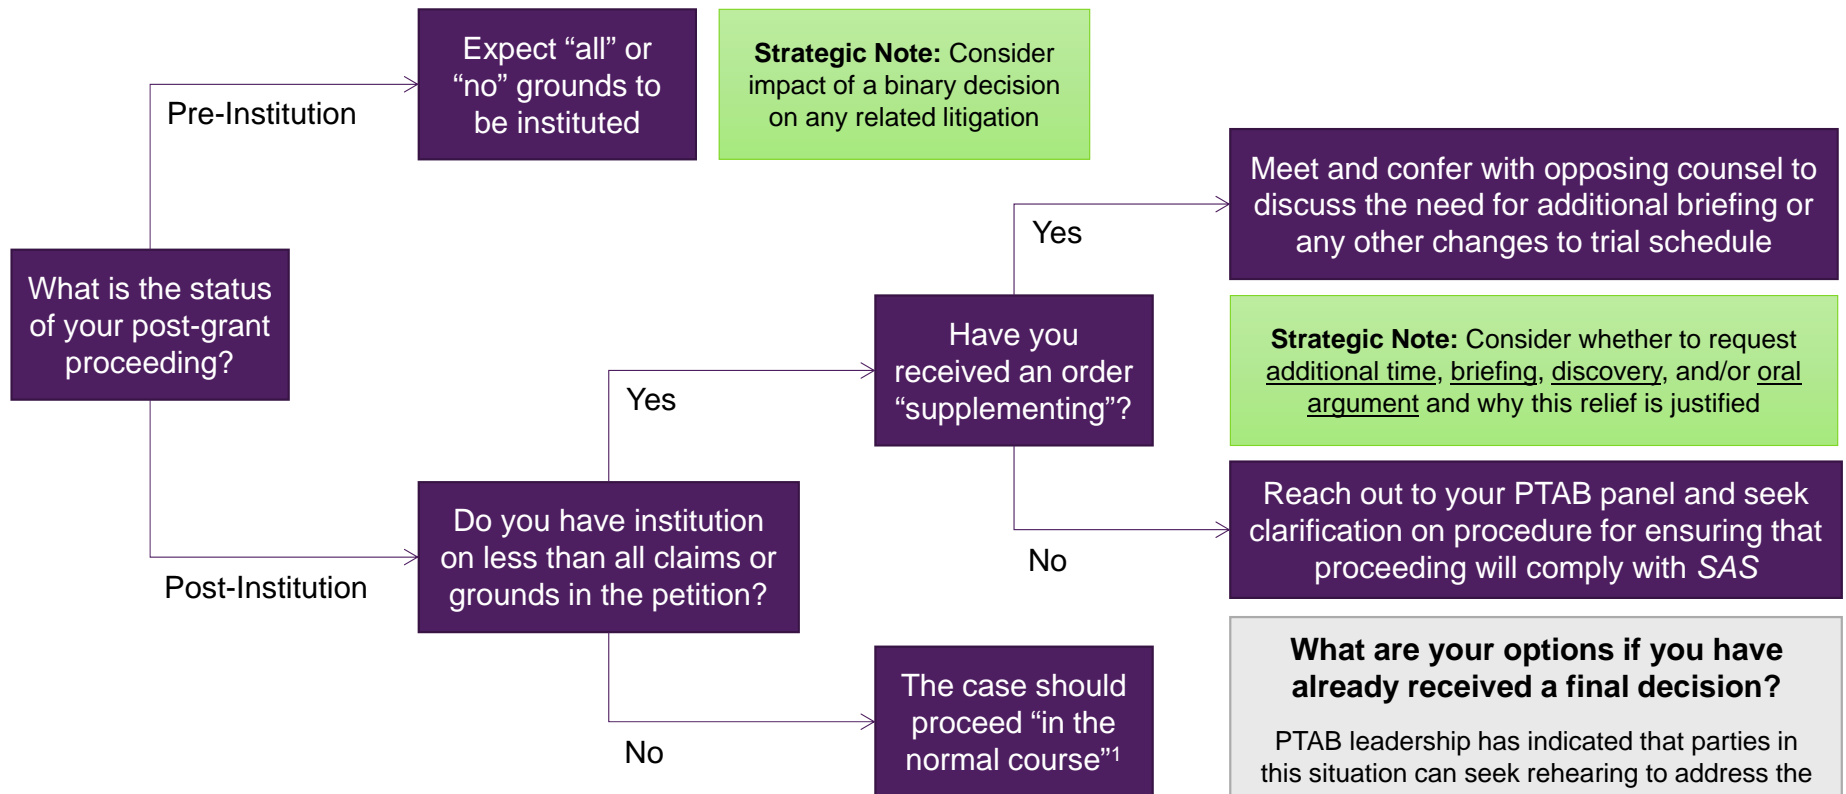 Expect “all” or
“no” grounds to
be instituted
Strategic Note: Consider
impact of a binary decision
on any related litigation
Pre-Institution
What is the status
of your post-grant
proceeding?
Post-Institution
Do you have institution
on less than all claims or
grounds in the petition?
Yes
No
Have you
received an order
“supplementing”?
Yes
No
Meet and confer with opposing counsel to
discuss the need for additional briefing or
any other changes to trial schedule
Strategic Note: Consider whether to request
additional time, briefing, discovery, and/or oral
argument and why this relief is justified
Reach out to your PTAB panel and seek
clarification on procedure for ensuring that
proceeding will comply with SAS
The case should
proceed “in the
normal course”1
What are your options if you have
already received a final decision?
PTAB leadership has indicated that parties in
this situation can seek rehearing to address the